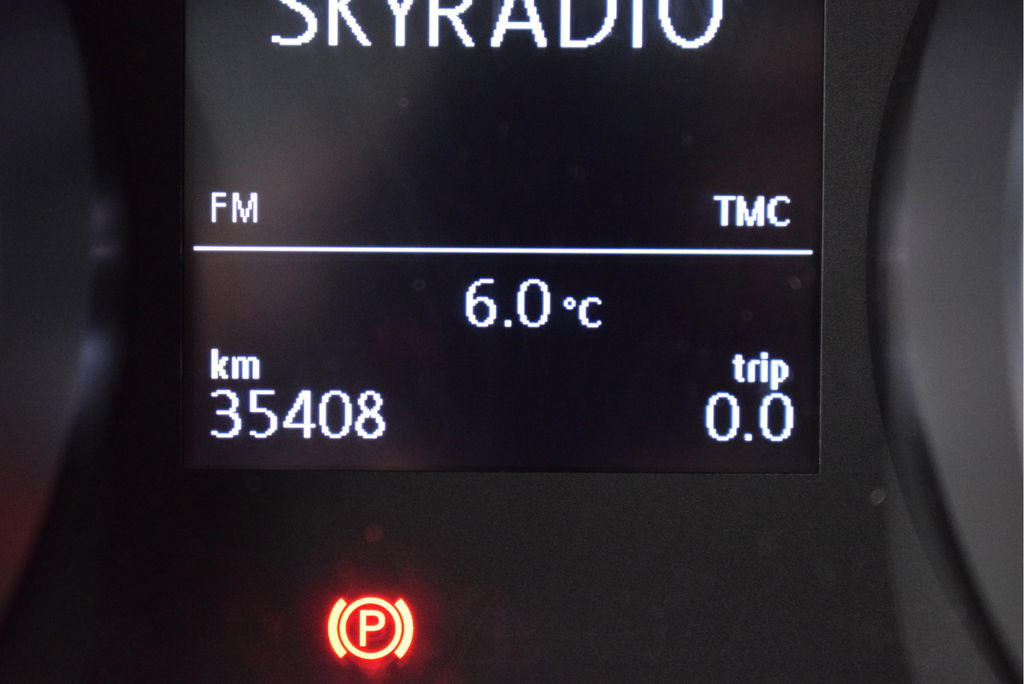 SKYRADIO
FM TMC
6.0 °C
km trip
35408 0.0
P